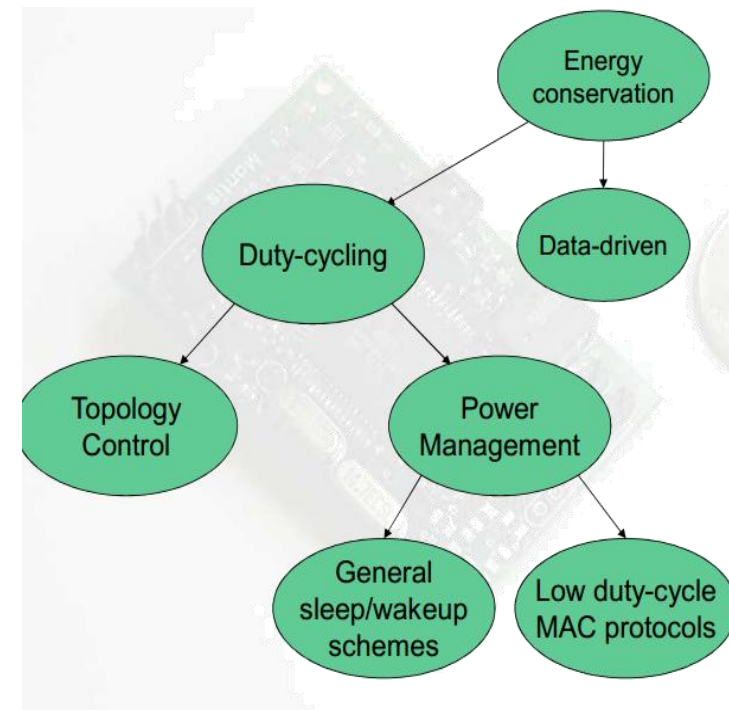 Energy
conservation
Duty-cycling
Data-driven
Topology
Control
Power
Management
General
sleep/wakeup
schemes
Low duty-cycle
MAC protocols